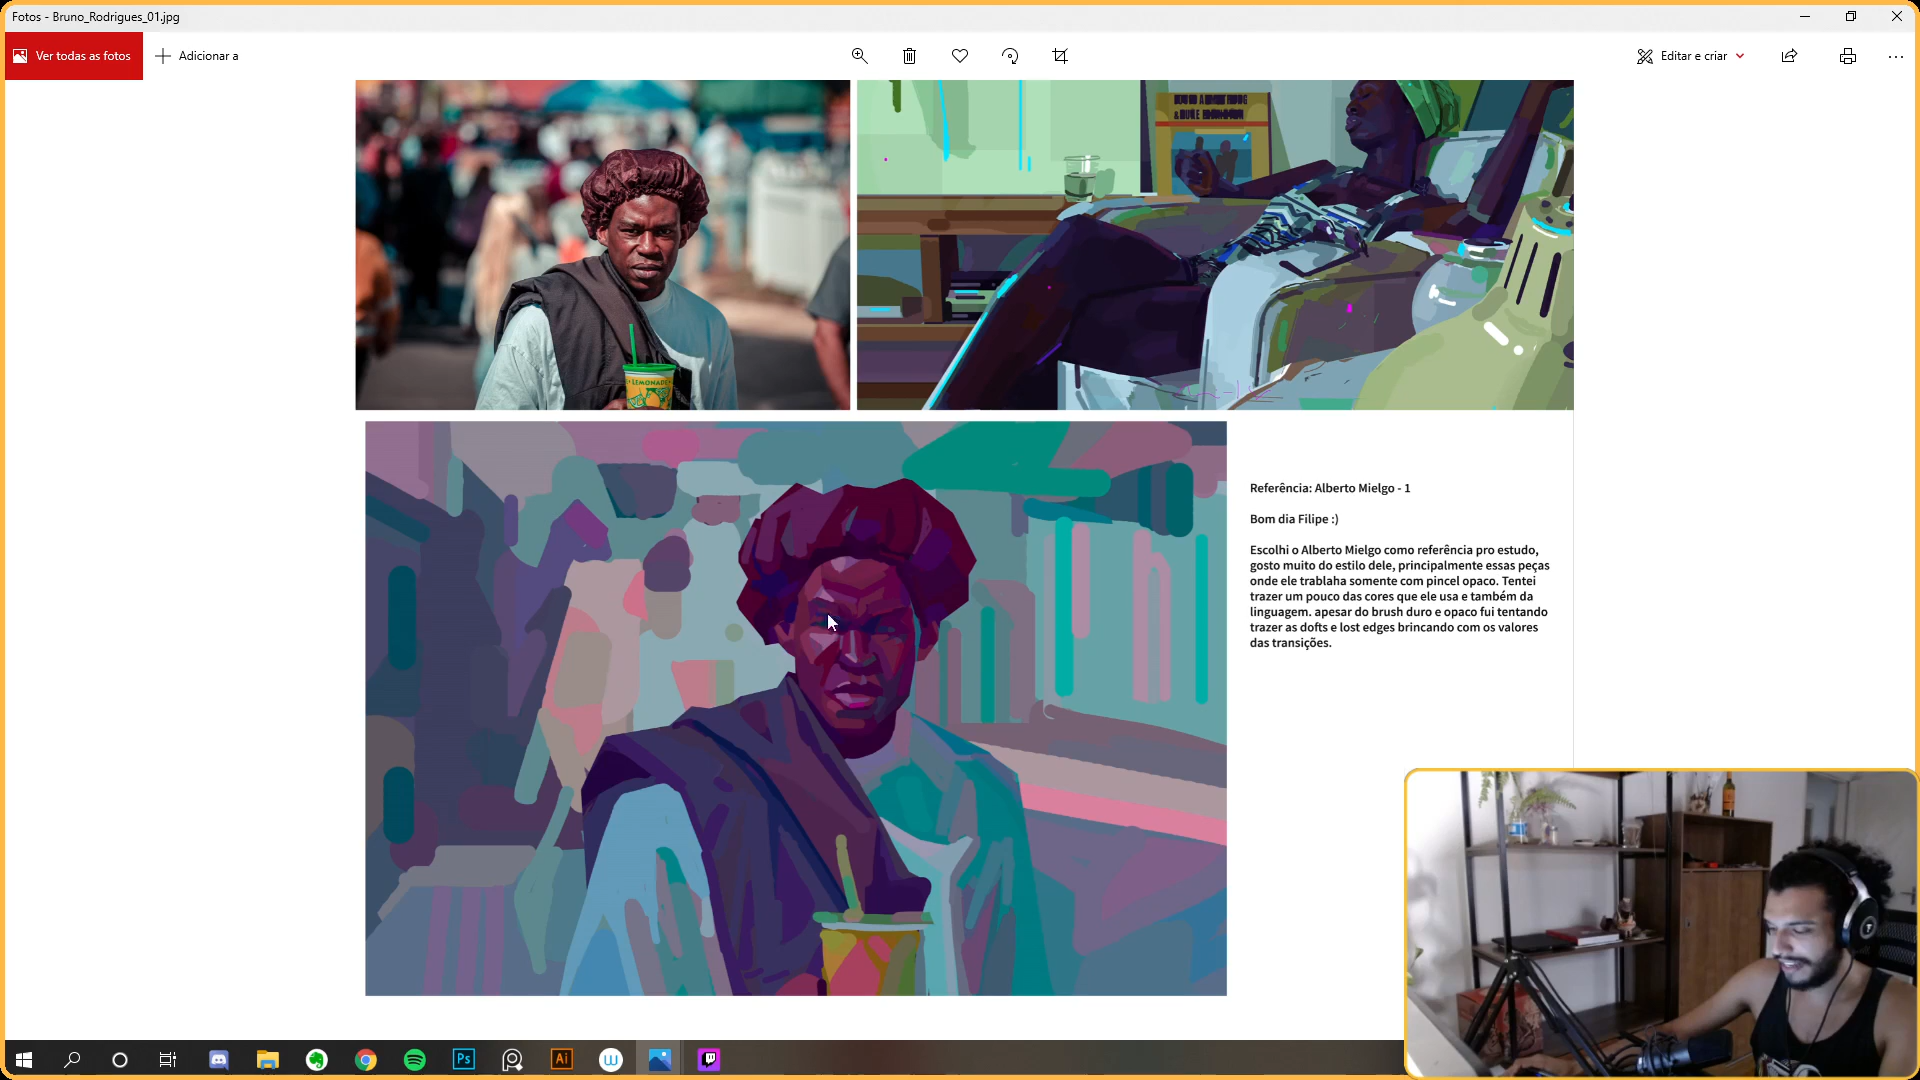 Fotos - Bruno_Rodrigues_01.jpg
Ver todas as fotos
Adicionar a
Editar e criar
LEMONADE
Referência: Alberto Mielgo - 1
Bom dia Filipe :)
Escolhi o Alberto Mielgo como referência pro estudo,
gosto muito do estilo dele, principalmente essas peças
onde ele trablaha somente com pincel opaco. Tentei
trazer um pouco das cores que ele usa e também da
linguagem. apesar do brush duro e opaco fui tentando
trazer as dofts e lost edges brincando com os valores
das transições.
Ps
Ai